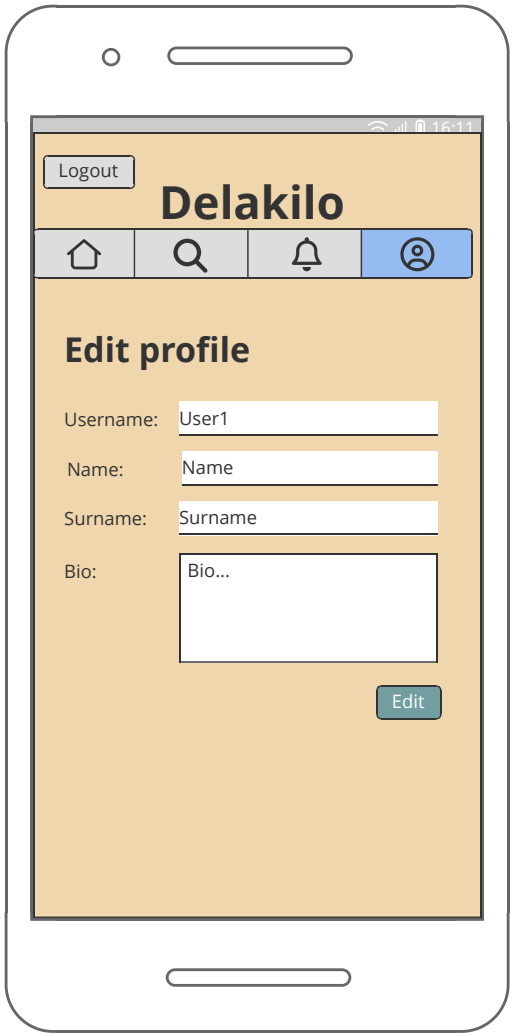 16:11
Logout
Delakilo
Edit profile
Username: User1
Name: Name
Surname: Surname
Bio: Bio...
Edit